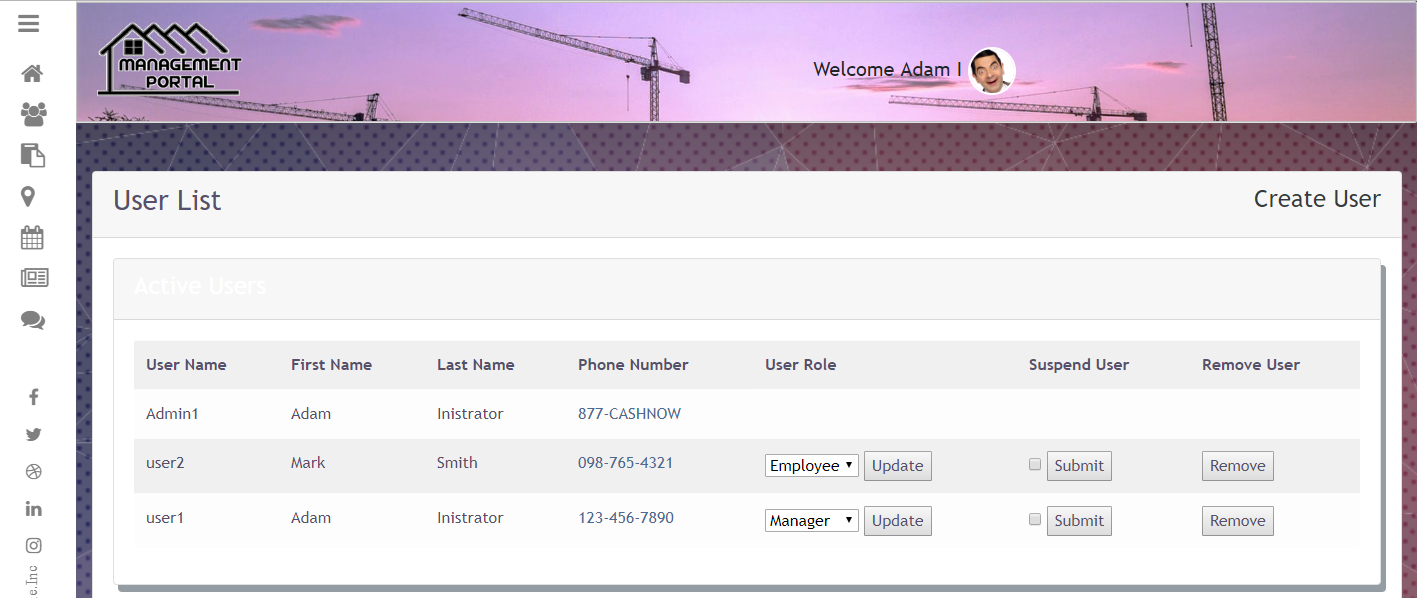 MANAGEMENT
PORTAL
Welcome Adam I
User List
Create User
Active Users
User Name First Name Last Name Phone Number User Role Suspend User Remove User
Admin1 Adam Inistrator 877-CASHNOW
user2 Mark Smith 098-765-4321 Employee Update Submit Remove
user1 Adam Inistrator 123-456-7890 Manager Update Submit Remove
e.Inc